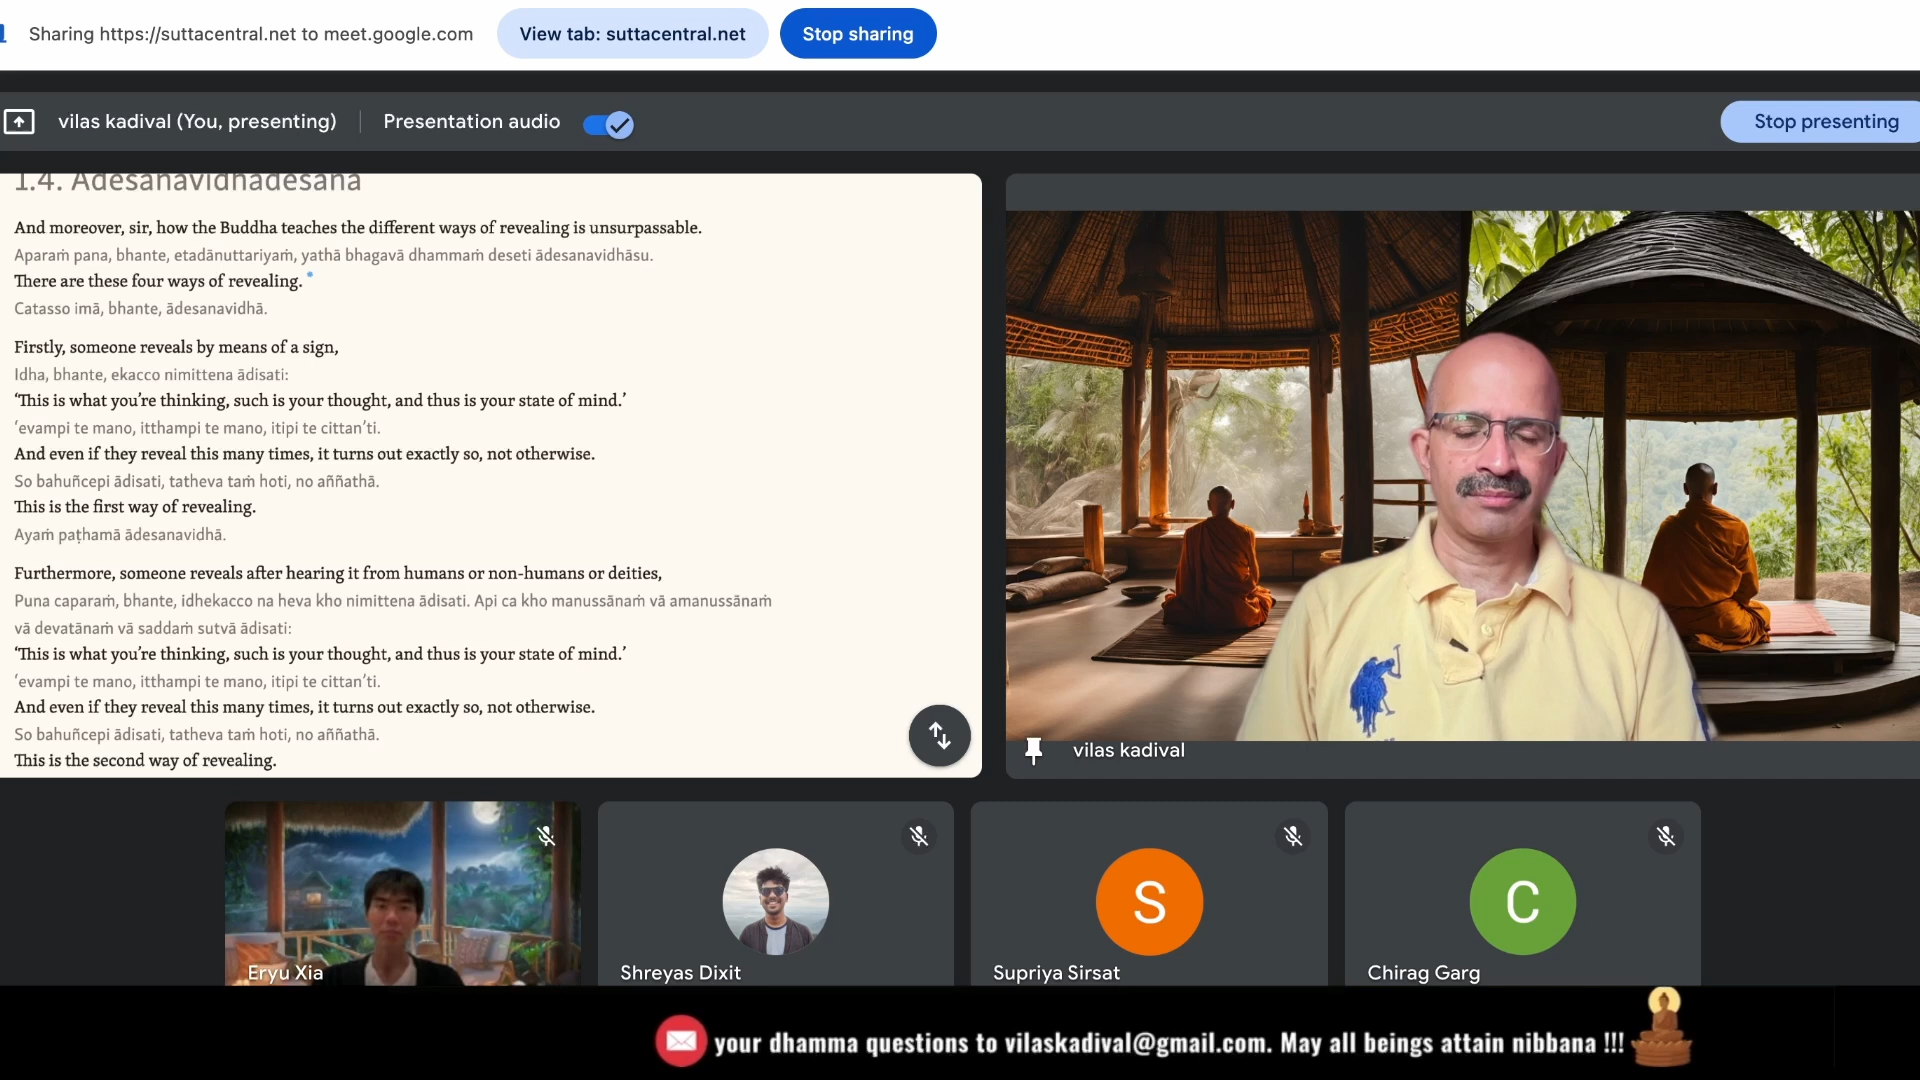 Sharing https://suttacentral.net to meet.google.com
View tab: suttacentral.net
Stop sharing
vilas kadival (You, presenting)
Presentation audio
Stop presenting
1.4. Ādesanavidhādesanā
And moreover, sir, how the Buddha teaches the different ways of revealing is unsurpassable.
Aparaṁ pana, bhante, etadānuttariyaṁ, yathā bhagavā dhammaṁ deseti ādesanavidhāsu.
There are these four ways of revealing.
Catasso imā, bhante, ādesanavidhā.
Firstly, someone reveals by means of a sign,
Idha, bhante, ekacco nimittena ādisati:
‘This is what you’re thinking, such is your thought, and thus is your state of mind.’
‘evampi te mano, itthampi te mano, itipi te cittan’ti.
And even if they reveal this many times, it turns out exactly so, not otherwise.
So bahuñcepi ādisati, tatheva taṁ hoti, no aññathā.
This is the first way of revealing.
Ayaṁ paṭhamā ādesanavidhā.
Furthermore, someone reveals after hearing it from humans or non-humans or deities,
Puna caparaṁ, bhante, idhekacco na heva kho nimittena ādisati. Api ca kho manussānaṁ vā amanussānaṁ
vā devatānaṁ vā saddaṁ sutvā ādisati:
‘This is what you’re thinking, such is your thought, and thus is your state of mind.’
‘evampi te mano, itthampi te mano, itipi te cittan’ti.
And even if they reveal this many times, it turns out exactly so, not otherwise.
So bahuñcepi ādisati, tatheva taṁ hoti, no aññathā.
This is the second way of revealing.
vilas kadival
Eryu Xia
Shreyas Dixit
S
Supriya Sirsat
C
Chirag Garg
your dhamma questions to vilaskadival@gmail.com. May all beings attain nibbana !!!